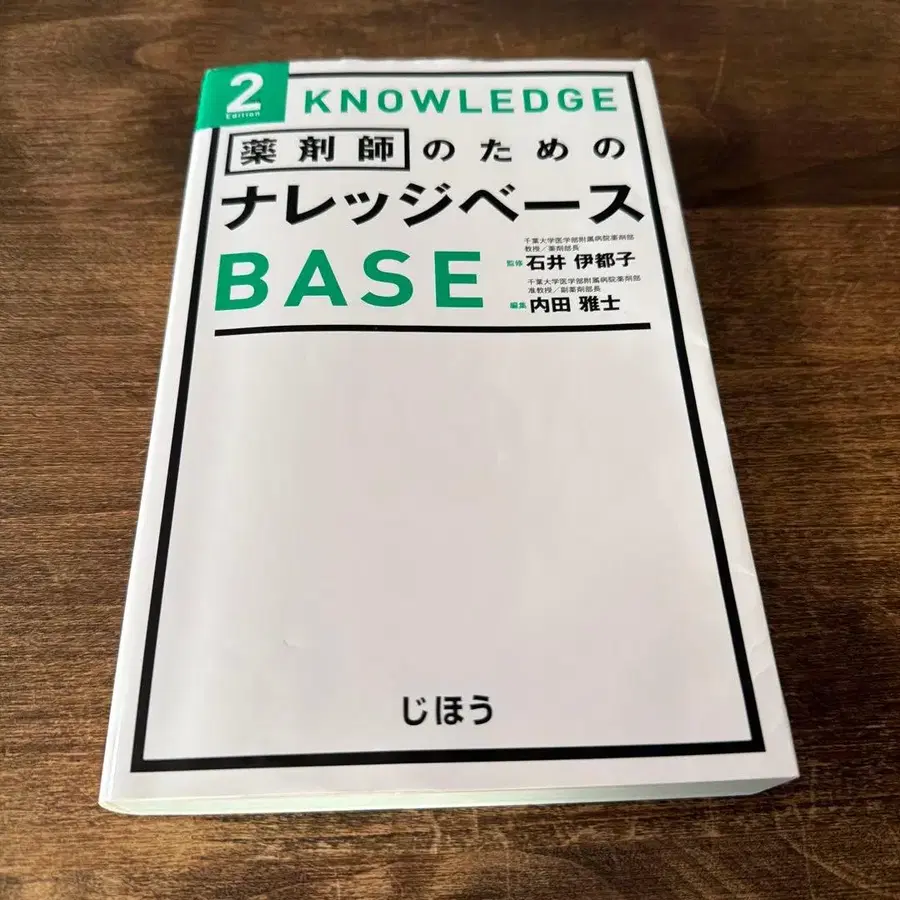 2
Edition
KNOWLEDGE
薬剤師のための
ナレッジベース
BASE
千葉大学医学部附属病院薬剤部
教授／薬剤部長
監修 石井 伊都子
千葉大学医学部附属病院薬剤部
准教授／副薬剤部長
編集 内田 雅士
じほう